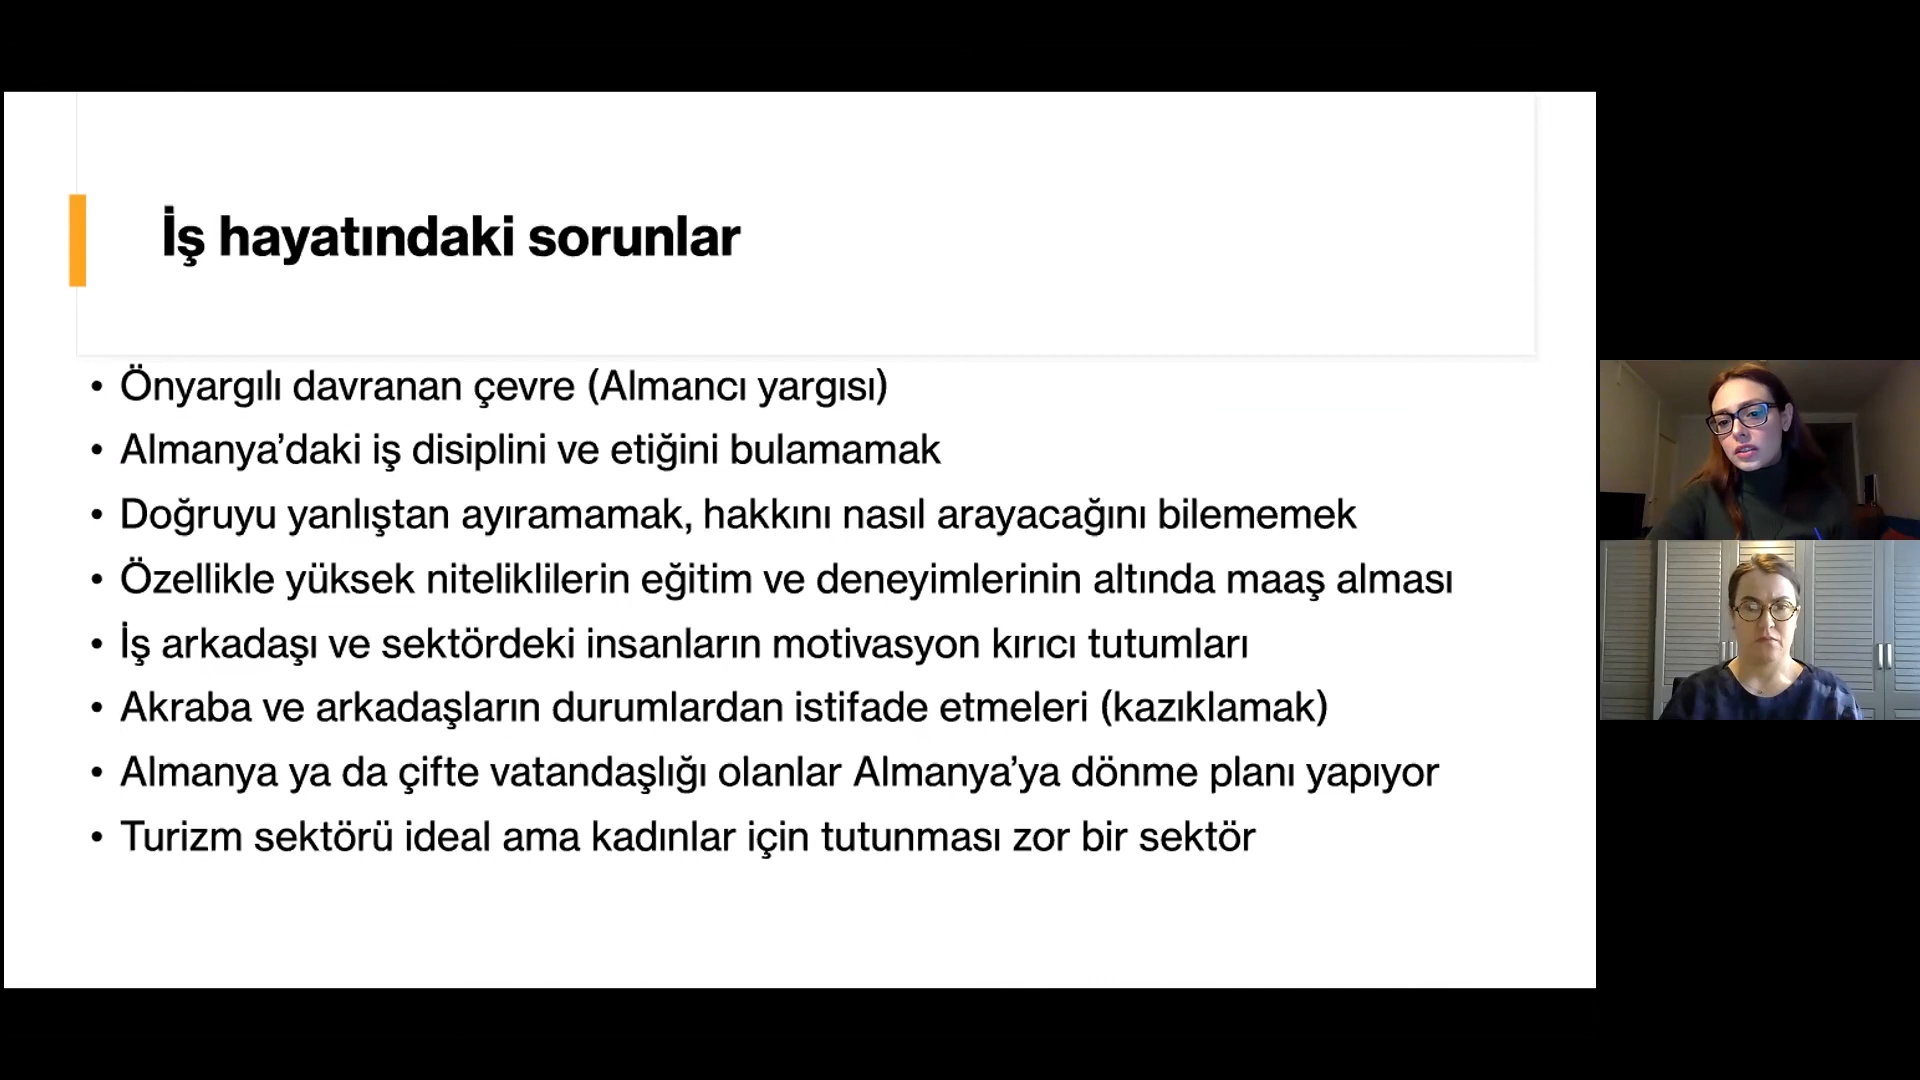 İş hayatındaki sorunlar
• Önyargılı davranan çevre (Almancı yargısı)
• Almanya’daki iş disiplini ve etiğini bulamamak
• Doğruyu yanlıştan ayıramamak, hakkını nasıl arayacağını bilememek
• Özellikle yüksek niteliklilerin eğitim ve deneyimlerinin altında maaş alması
• İş arkadaşı ve sektördeki insanların motivasyon kırıcı tutumları
• Akraba ve arkadaşların durumlardan istifade etmeleri (kazıklamak)
• Almanya ya da çifte vatandaşlığı olanlar Almanya’ya dönme planı yapıyor
• Turizm sektörü ideal ama kadınlar için tutunması zor bir sektör